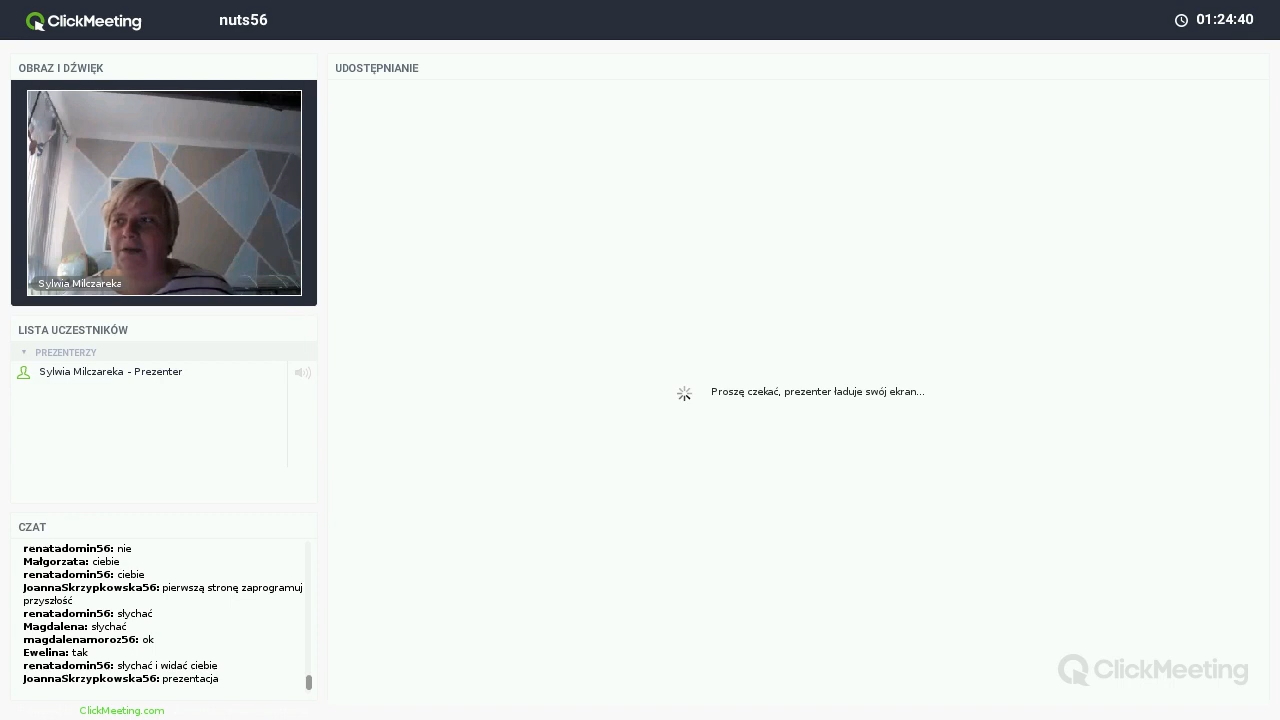 ClickMeeting
nuts56
01:24:40
OBRAZ I DŹWIĘK
Sylwia Milczareka
LISTA UCZESTNIKÓW
PREZENTERZY
Sylwia Milczareka - Prezenter
CZAT
renatadomin56: nie
Małgorzata: ciebie
renatadomin56: ciebie
JoannaSkrzypkowska56: pierwszą stronę zaprogramuj
przyszłość
renatadomin56: słychać
Magdalena: słychać
magdalenamoroz56: ok
Ewelina: tak
renatadomin56: słychać i widać ciebie
JoannaSkrzypkowska56: prezentacja
ClickMeeting.com
UDOSTĘPNIANIE
Proszę czekać, prezenter ładuje swój ekran...
ClickMeeting